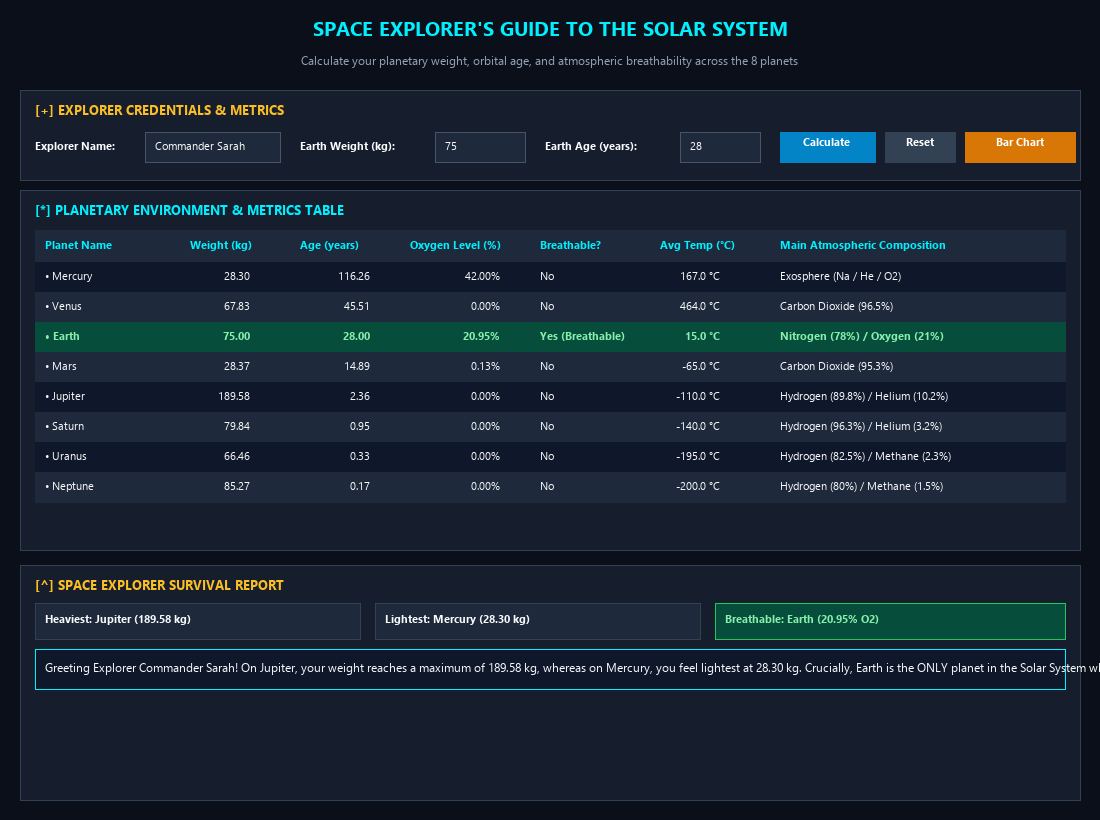 SPACE EXPLORER'S GUIDE TO THE SOLAR SYSTEM
Calculate your planetary weight, orbital age, and atmospheric breathability across the 8 planets
[+] EXPLORER CREDENTIALS & METRICS
Explorer Name: Commander Sarah Earth Weight (kg): 75 Earth Age (years): 28 Calculate Reset Bar Chart
[*] PLANETARY ENVIRONMENT & METRICS TABLE
Planet Name Weight (kg) Age (years) Oxygen Level (%) Breathable? Avg Temp (°C) Main Atmospheric Composition
• Mercury 28.30 116.26 42.00% No 167.0 °C Exosphere (Na / He / O2)
• Venus 67.83 45.51 0.00% No 464.0 °C Carbon Dioxide (96.5%)
• Earth 75.00 28.00 20.95% Yes (Breathable) 15.0 °C Nitrogen (78%) / Oxygen (21%)
• Mars 28.37 14.89 0.13% No -65.0 °C Carbon Dioxide (95.3%)
• Jupiter 189.58 2.36 0.00% No -110.0 °C Hydrogen (89.8%) / Helium (10.2%)
• Saturn 79.84 0.95 0.00% No -140.0 °C Hydrogen (96.3%) / Helium (3.2%)
• Uranus 66.46 0.33 0.00% No -195.0 °C Hydrogen (82.5%) / Methane (2.3%)
• Neptune 85.27 0.17 0.00% No -200.0 °C Hydrogen (80%) / Methane (1.5%)
[^] SPACE EXPLORER SURVIVAL REPORT
Heaviest: Jupiter (189.58 kg) Lightest: Mercury (28.30 kg) Breathable: Earth (20.95% O2)
Greeting Explorer Commander Sarah! On Jupiter, your weight reaches a maximum of 189.58 kg, whereas on Mercury, you feel lightest at 28.30 kg. Crucially, Earth is the ONLY planet in the Solar System